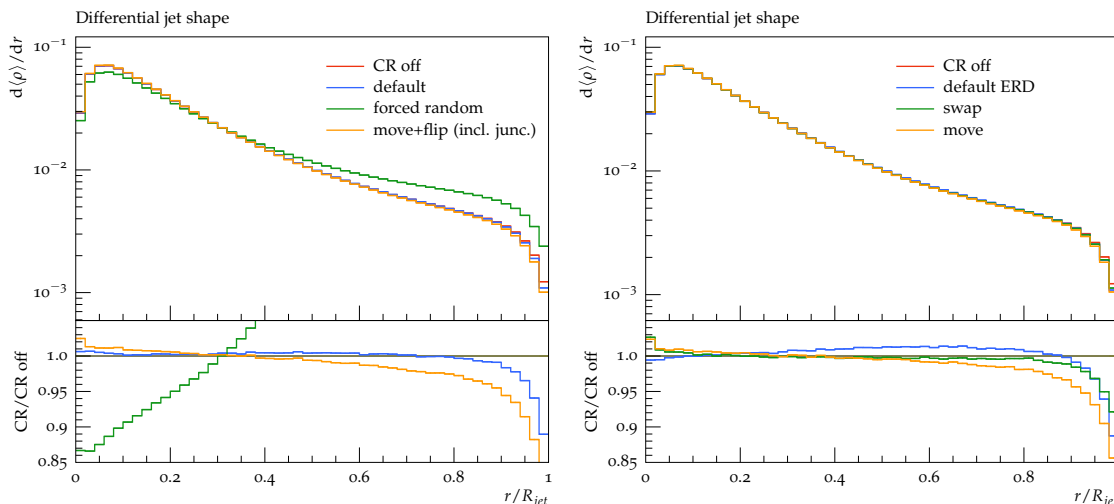 Differential jet shape
d⟨ρ⟩/dr
10⁻¹
10⁻²
10⁻³
CR off
default
forced random
move+flip (incl. junc.)
CR/CR off
1.0
0.95
0.9
0.85
0 0.2 0.4 0.6 0.8 1
r/R_jet
Differential jet shape
d⟨ρ⟩/dr
10⁻¹
10⁻²
10⁻³
CR off
default ERD
swap
move
CR/CR off
1.0
0.95
0.9
0.85
0 0.2 0.4 0.6 0.8
r/R_jet